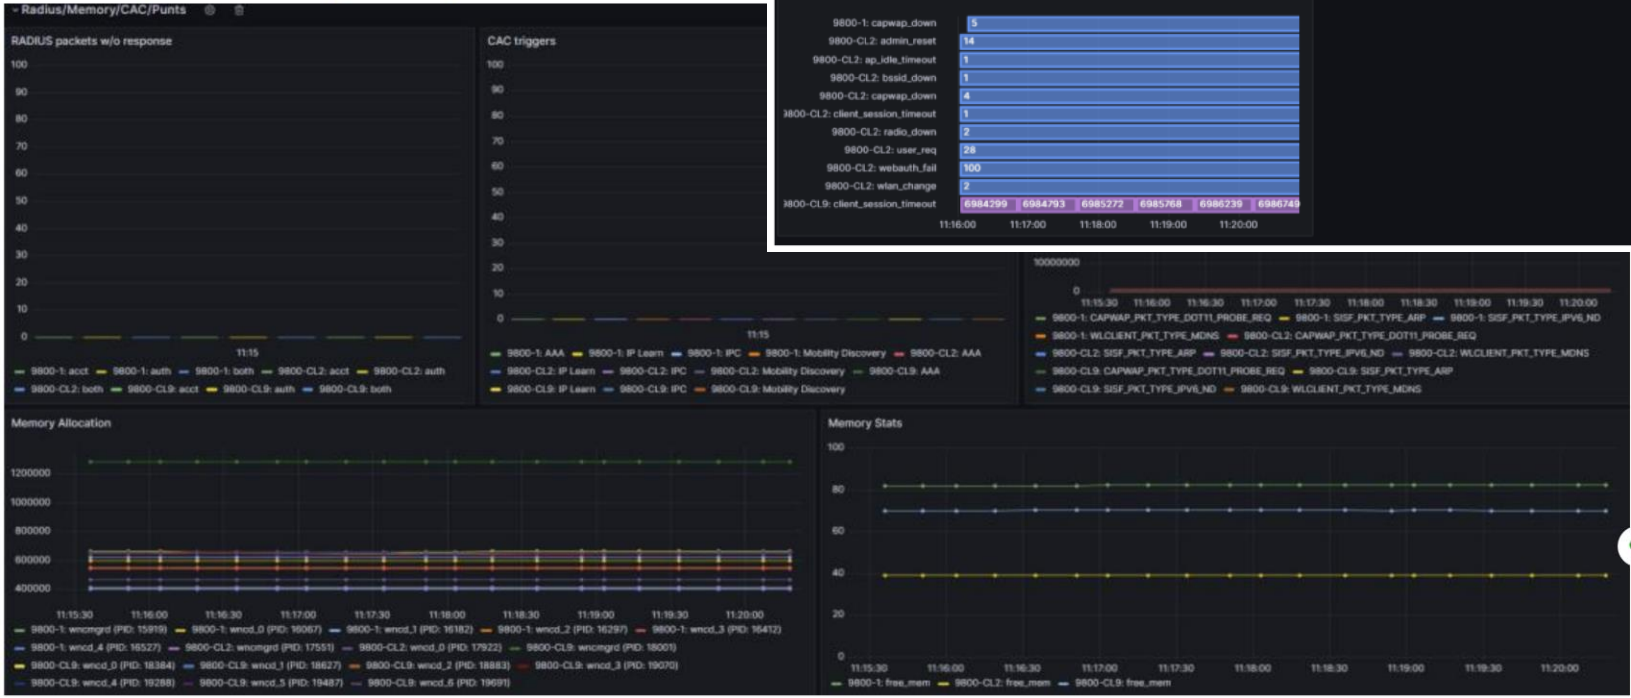 Radius/Memory/CAC/Punts
RADIUS packets w/o response
100
90
80
70
60
50
40
30
20
10
0
11:15
9800-1: acct 9800-1: auth 9800-1: both 9800-CL2: acct 9800-CL2: auth
9800-CL2: both 9800-CL9: acct 9800-CL9: auth 9800-CL9: both
CAC triggers
100
90
80
70
60
50
40
30
20
10
0
11:15
9800-1: AAA 9800-1: IP Learn 9800-1: IPC 9800-1: Mobility Discovery 9800-CL2: AAA
9800-CL2: IP Learn 9800-CL2: IPC 9800-CL2: Mobility Discovery 9800-CL9: AAA
9800-CL9: IP Learn 9800-CL9: IPC 9800-CL9: Mobility Discovery
9800-1: capwap_down 5
9800-CL2: admin_reset 14
9800-CL2: ap_idle_timeout 1
9800-CL2: bssid_down 1
9800-CL2: capwap_down 4
9800-CL2: client_session_timeout 1
9800-CL2: radio_down 2
9800-CL2: user_req 28
9800-CL2: webauth_fail 100
9800-CL2: wlan_change 2
9800-CL9: client_session_timeout 6984299 6984793 6985272 6985768 6986239 6986749
11:16:00 11:17:00 11:18:00 11:19:00 11:20:00
10000000
0
11:15:30 11:16:00 11:16:30 11:17:00 11:17:30 11:18:00 11:18:30 11:19:00 11:19:30 11:20:00
9800-1: CAPWAP_PKT_TYPE_DOT11_PROBE_REQ 9800-1: SISF_PKT_TYPE_ARP 9800-1: SISF_PKT_TYPE_IPV6_ND
9800-1: WLCLIENT_PKT_TYPE_MDNS 9800-CL2: CAPWAP_PKT_TYPE_DOT11_PROBE_REQ
9800-CL2: SISF_PKT_TYPE_ARP 9800-CL2: SISF_PKT_TYPE_IPV6_ND 9800-CL2: WLCLIENT_PKT_TYPE_MDNS
9800-CL9: CAPWAP_PKT_TYPE_DOT11_PROBE_REQ 9800-CL9: SISF_PKT_TYPE_ARP
9800-CL9: SISF_PKT_TYPE_IPV6_ND 9800-CL9: WLCLIENT_PKT_TYPE_MDNS
Memory Allocation
1200000
1000000
800000
600000
400000
11:15:30 11:16:00 11:16:30 11:17:00 11:17:30 11:18:00 11:18:30 11:19:00 11:19:30 11:20:00
9800-1: wncmgrd (PID: 15919) 9800-1: wncd_0 (PID: 16067) 9800-1: wncd_1 (PID: 16182) 9800-1: wncd_2 (PID: 16297) 9800-1: wncd_3 (PID: 16412)
9800-1: wncd_4 (PID: 16527) 9800-CL2: wncmgrd (PID: 17551) 9800-CL2: wncd_0 (PID: 17922) 9800-CL9: wncmgrd (PID: 18001)
9800-CL9: wncd_0 (PID: 18384) 9800-CL9: wncd_1 (PID: 18627) 9800-CL9: wncd_2 (PID: 18883) 9800-CL9: wncd_3 (PID: 19070)
9800-CL9: wncd_4 (PID: 19288) 9800-CL9: wncd_5 (PID: 19487) 9800-CL9: wncd_6 (PID: 19691)
Memory Stats
100
80
60
40
20
0
11:15:30 11:16:00 11:16:30 11:17:00 11:17:30 11:18:00 11:18:30 11:19:00 11:19:30 11:20:00
9800-1: free_mem 9800-CL2: free_mem 9800-CL9: free_mem